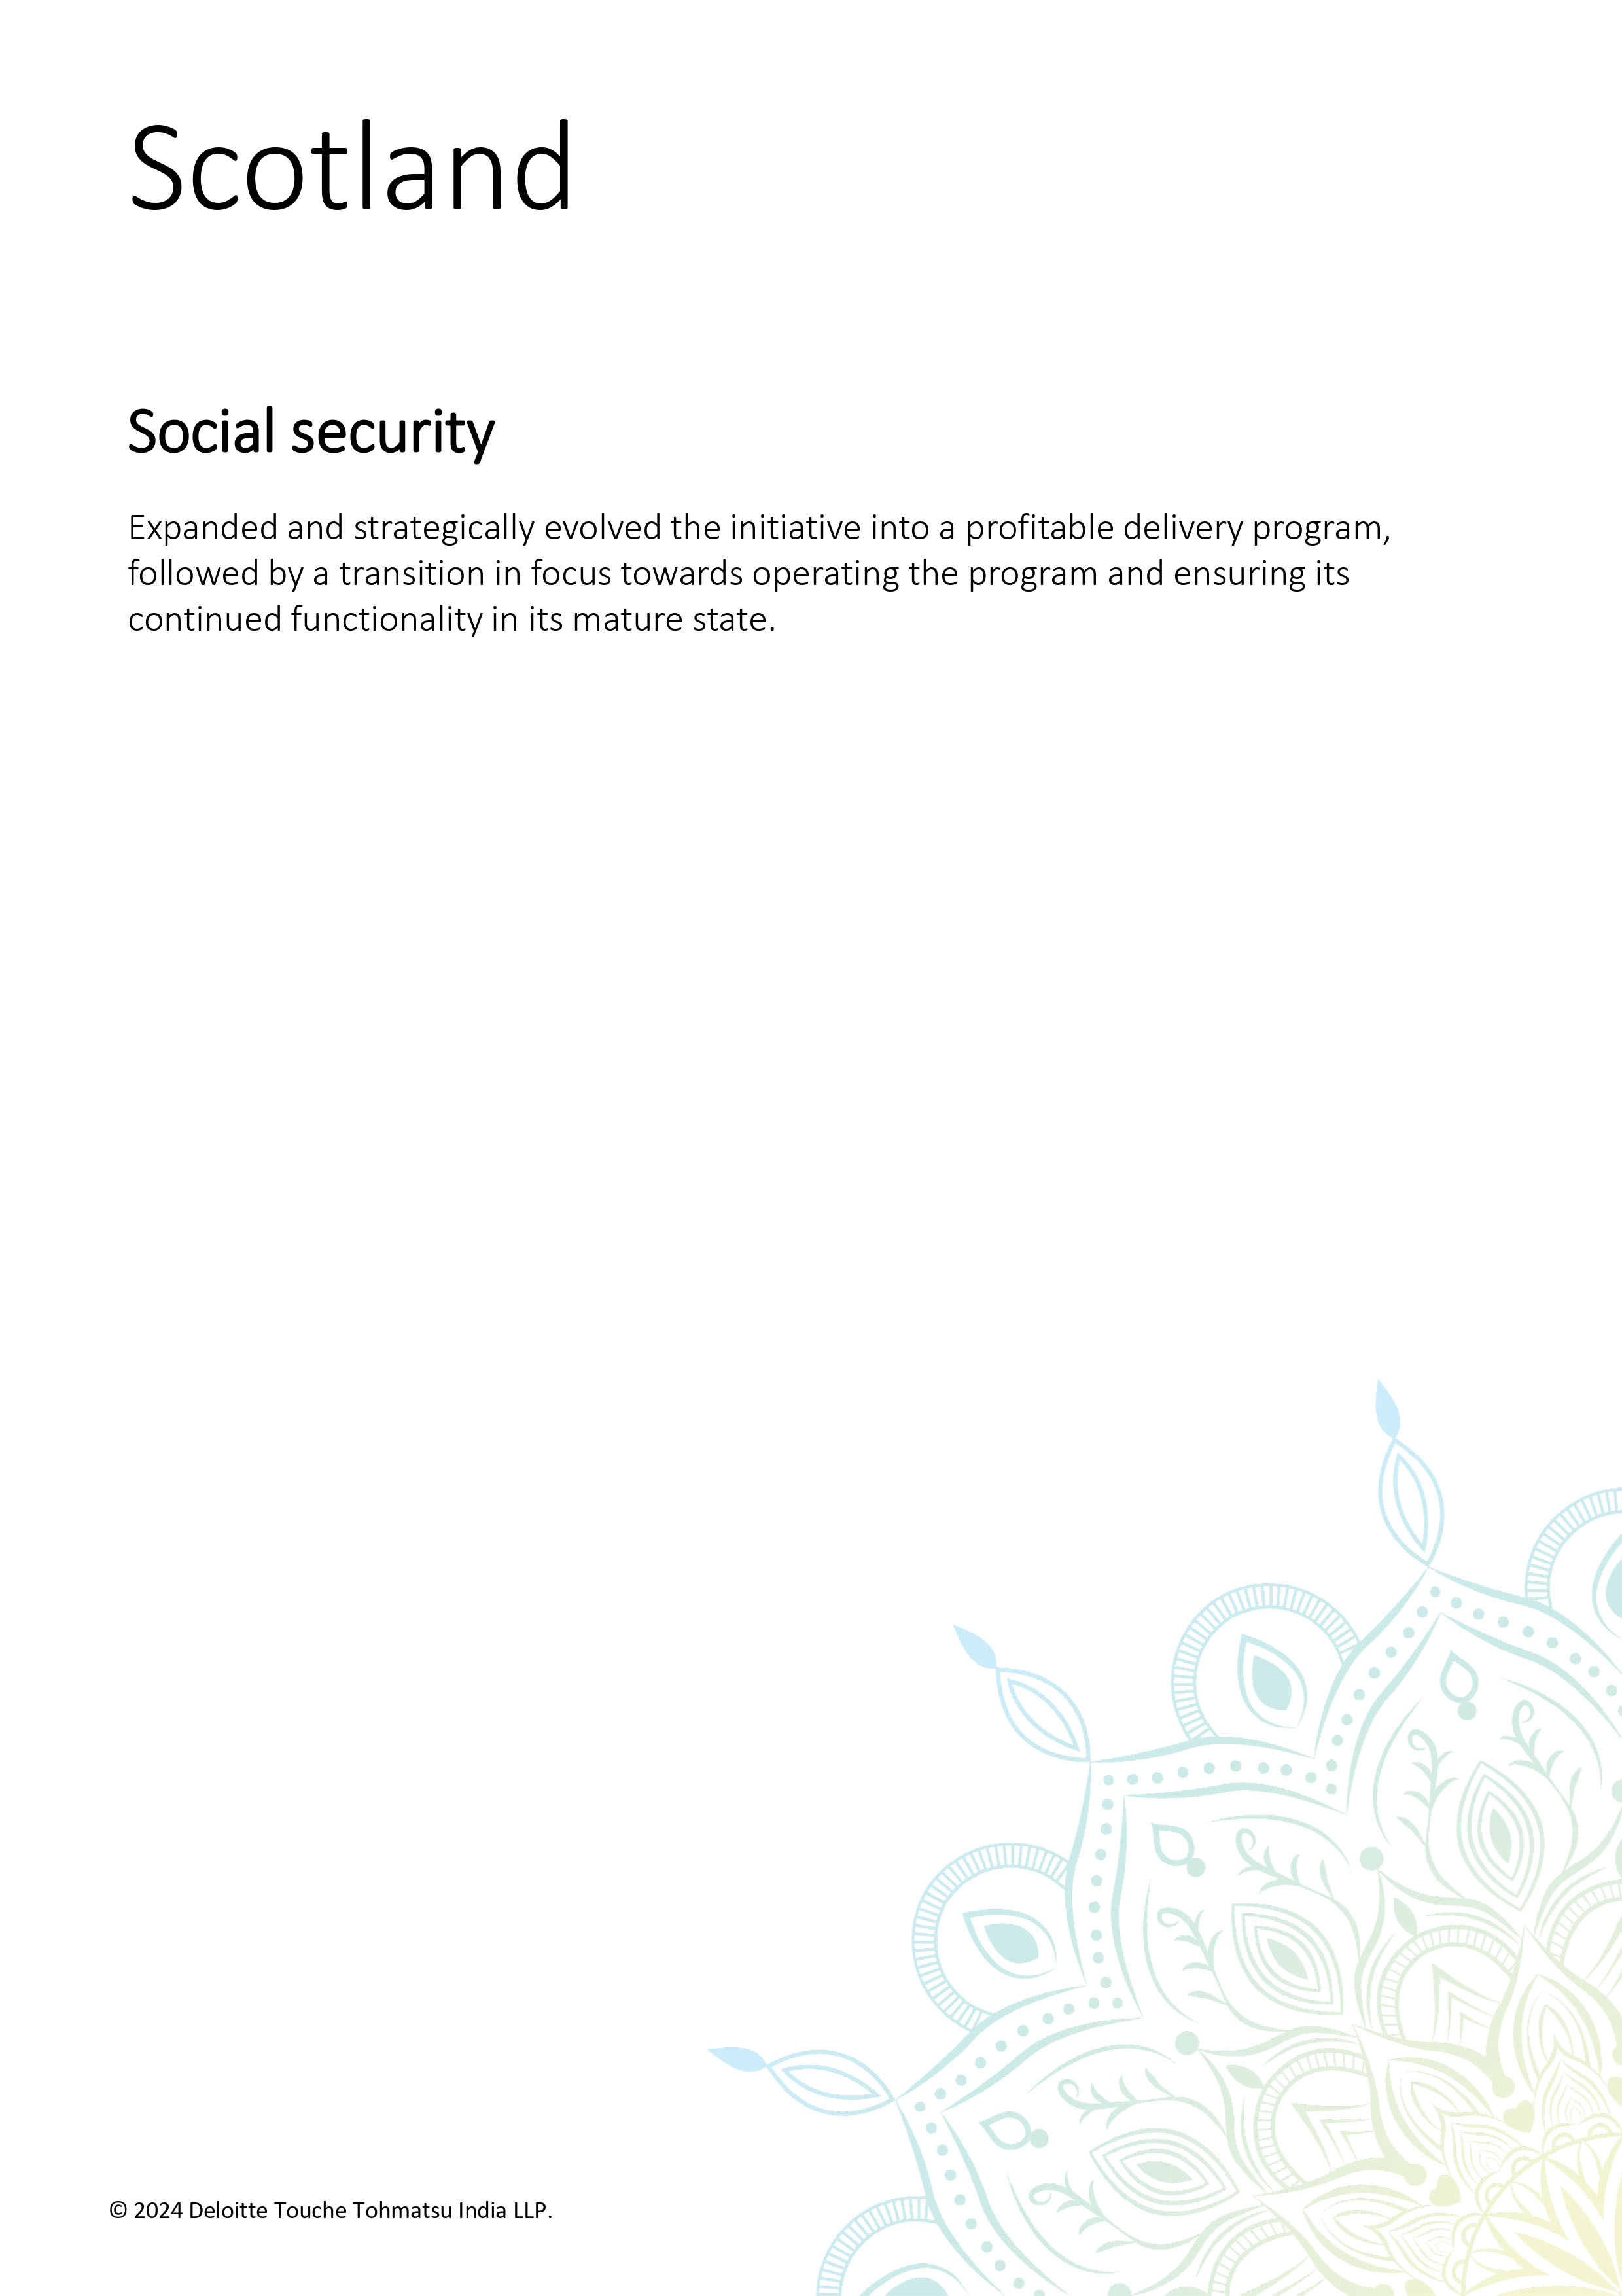 Scotland
Social security
Expanded and strategically evolved the initiative into a profitable delivery program,
followed by a transition in focus towards operating the program and ensuring its
continued functionality in its mature state.
© 2024 Deloitte Touche Tohmatsu India LLP.